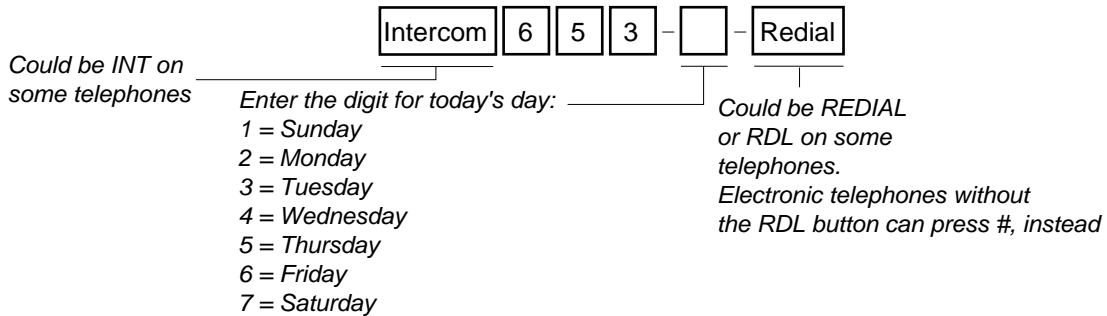 Intercom 6 5 3 - - Redial
Could be INT on
some telephones
Enter the digit for today's day:
1 = Sunday
2 = Monday
3 = Tuesday
4 = Wednesday
5 = Thursday
6 = Friday
7 = Saturday
Could be REDIAL
or RDL on some
telephones.
Electronic telephones without
the RDL button can press #, instead